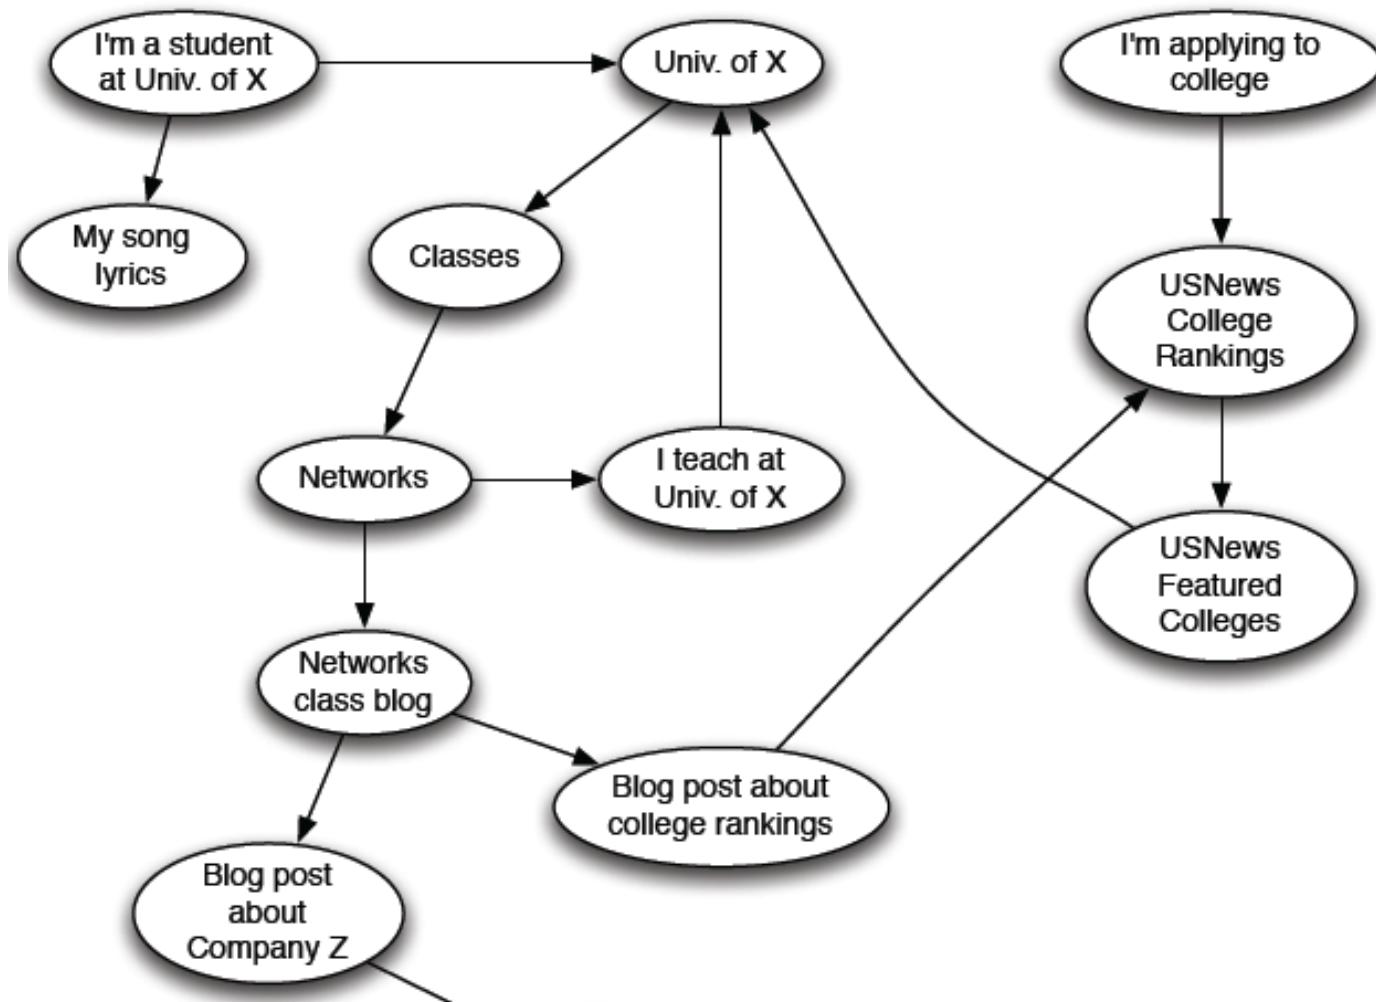 I'm a student
at Univ. of X
Univ. of X
I'm applying to
college
My song
lyrics
Classes
USNews
College
Rankings
Networks
I teach at
Univ. of X
USNews
Featured
Colleges
Networks
class blog
Blog post about
college rankings
Blog post
about
Company Z